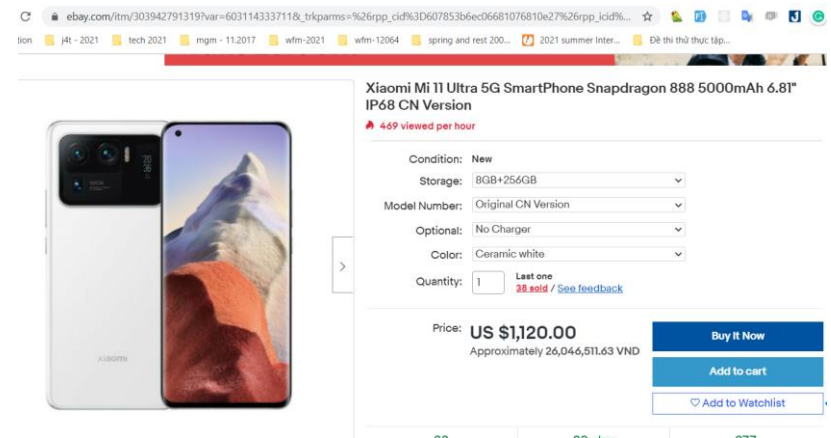 ebay.com/itm/303942791319?var=603114333711&_trkparms=%26rpp_cid%3D607853b6ec06681076810e27%26rpp_icid%...
tion j4t - 2021 tech 2021 mgm - 11.2017 wfm-2021 wfm-12064 spring and rest 200... 2021 summer Inter... Đề thi thử thực tập...
Xiaomi Mi 11 Ultra 5G SmartPhone Snapdragon 888 5000mAh 6.81"
IP68 CN Version
469 viewed per hour
Condition: New
Storage: 8GB+256GB
Model Number: Original CN Version
Optional: No Charger
Color: Ceramic white
Quantity: 1 Last one
38 sold / See feedback
Price: US $1,120.00 Buy It Now
Approximately 26,046,511.63 VND
Add to cart
Add to Watchlist
xiaomi